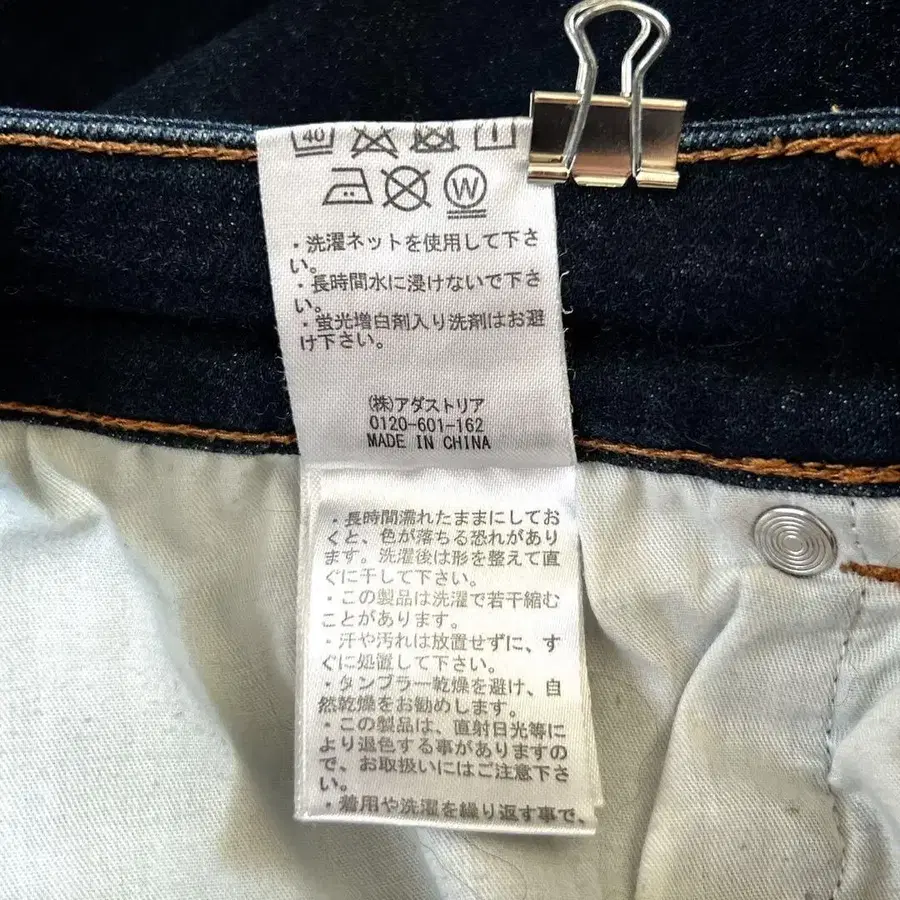 40
W
・洗濯ネットを使用して下さ
い。
・長時間水に浸けないで下さ
い。
・蛍光増白剤入り洗剤はお避
け下さい。
(株)アダストリア
0120-601-162
MADE IN CHINA
・長時間濡れたままにしてお
くと、色が落ちる恐れがあり
ます。洗濯後は形を整えて直
ぐに干して下さい。
・この製品は洗濯で若干縮む
ことがあります。
・汗や汚れは放置せずに、す
ぐに処置して下さい。
・タンブラー乾燥を避け、自
然乾燥をお勧めします。
・この製品は、直射日光等に
より退色する事がありますの
で、お取扱いにはご注意下さ
い。
・着用や洗濯を繰り返す事で、